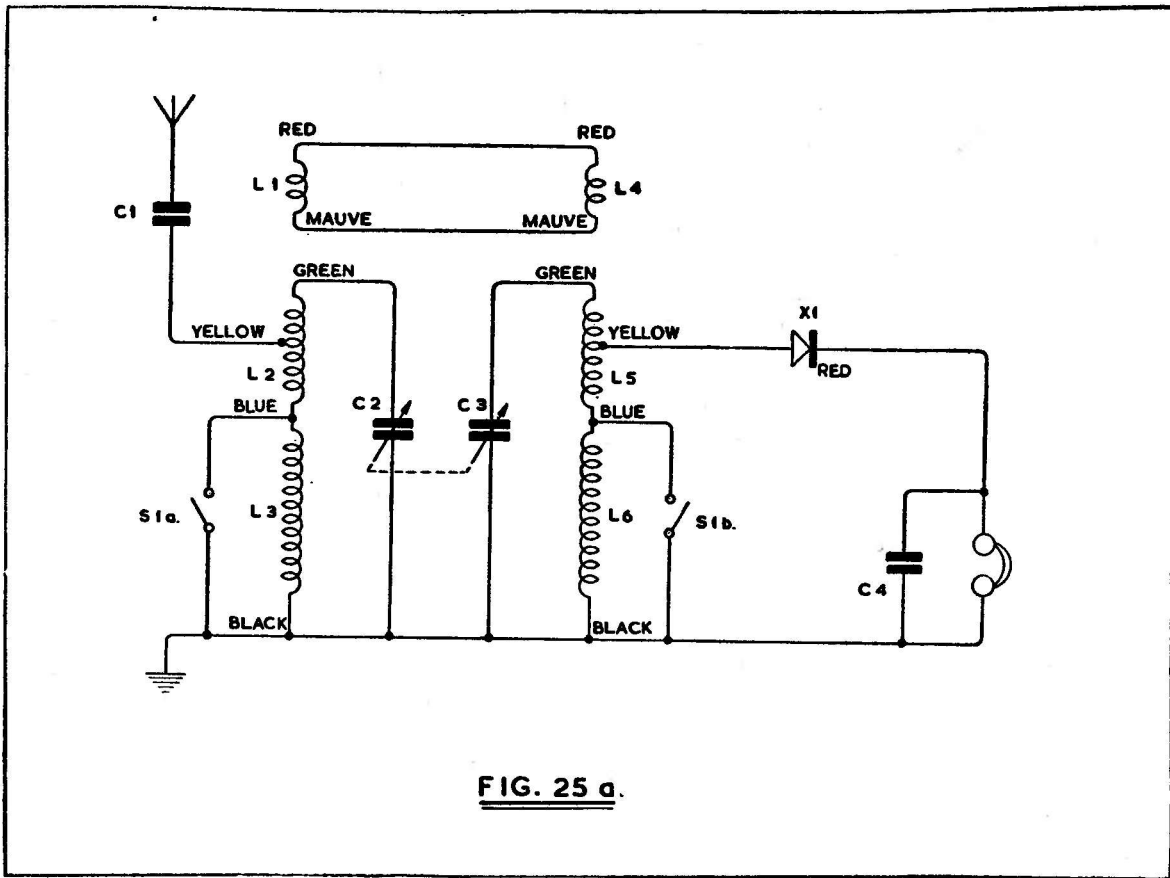 RED RED
L1 L4
C1
MAUVE MAUVE
GREEN GREEN
X1
YELLOW YELLOW
RED
L2 L5
C2 C3
BLUE BLUE
S1a. L3 L6 S1b.
C4
BLACK BLACK
FIG. 25 a.